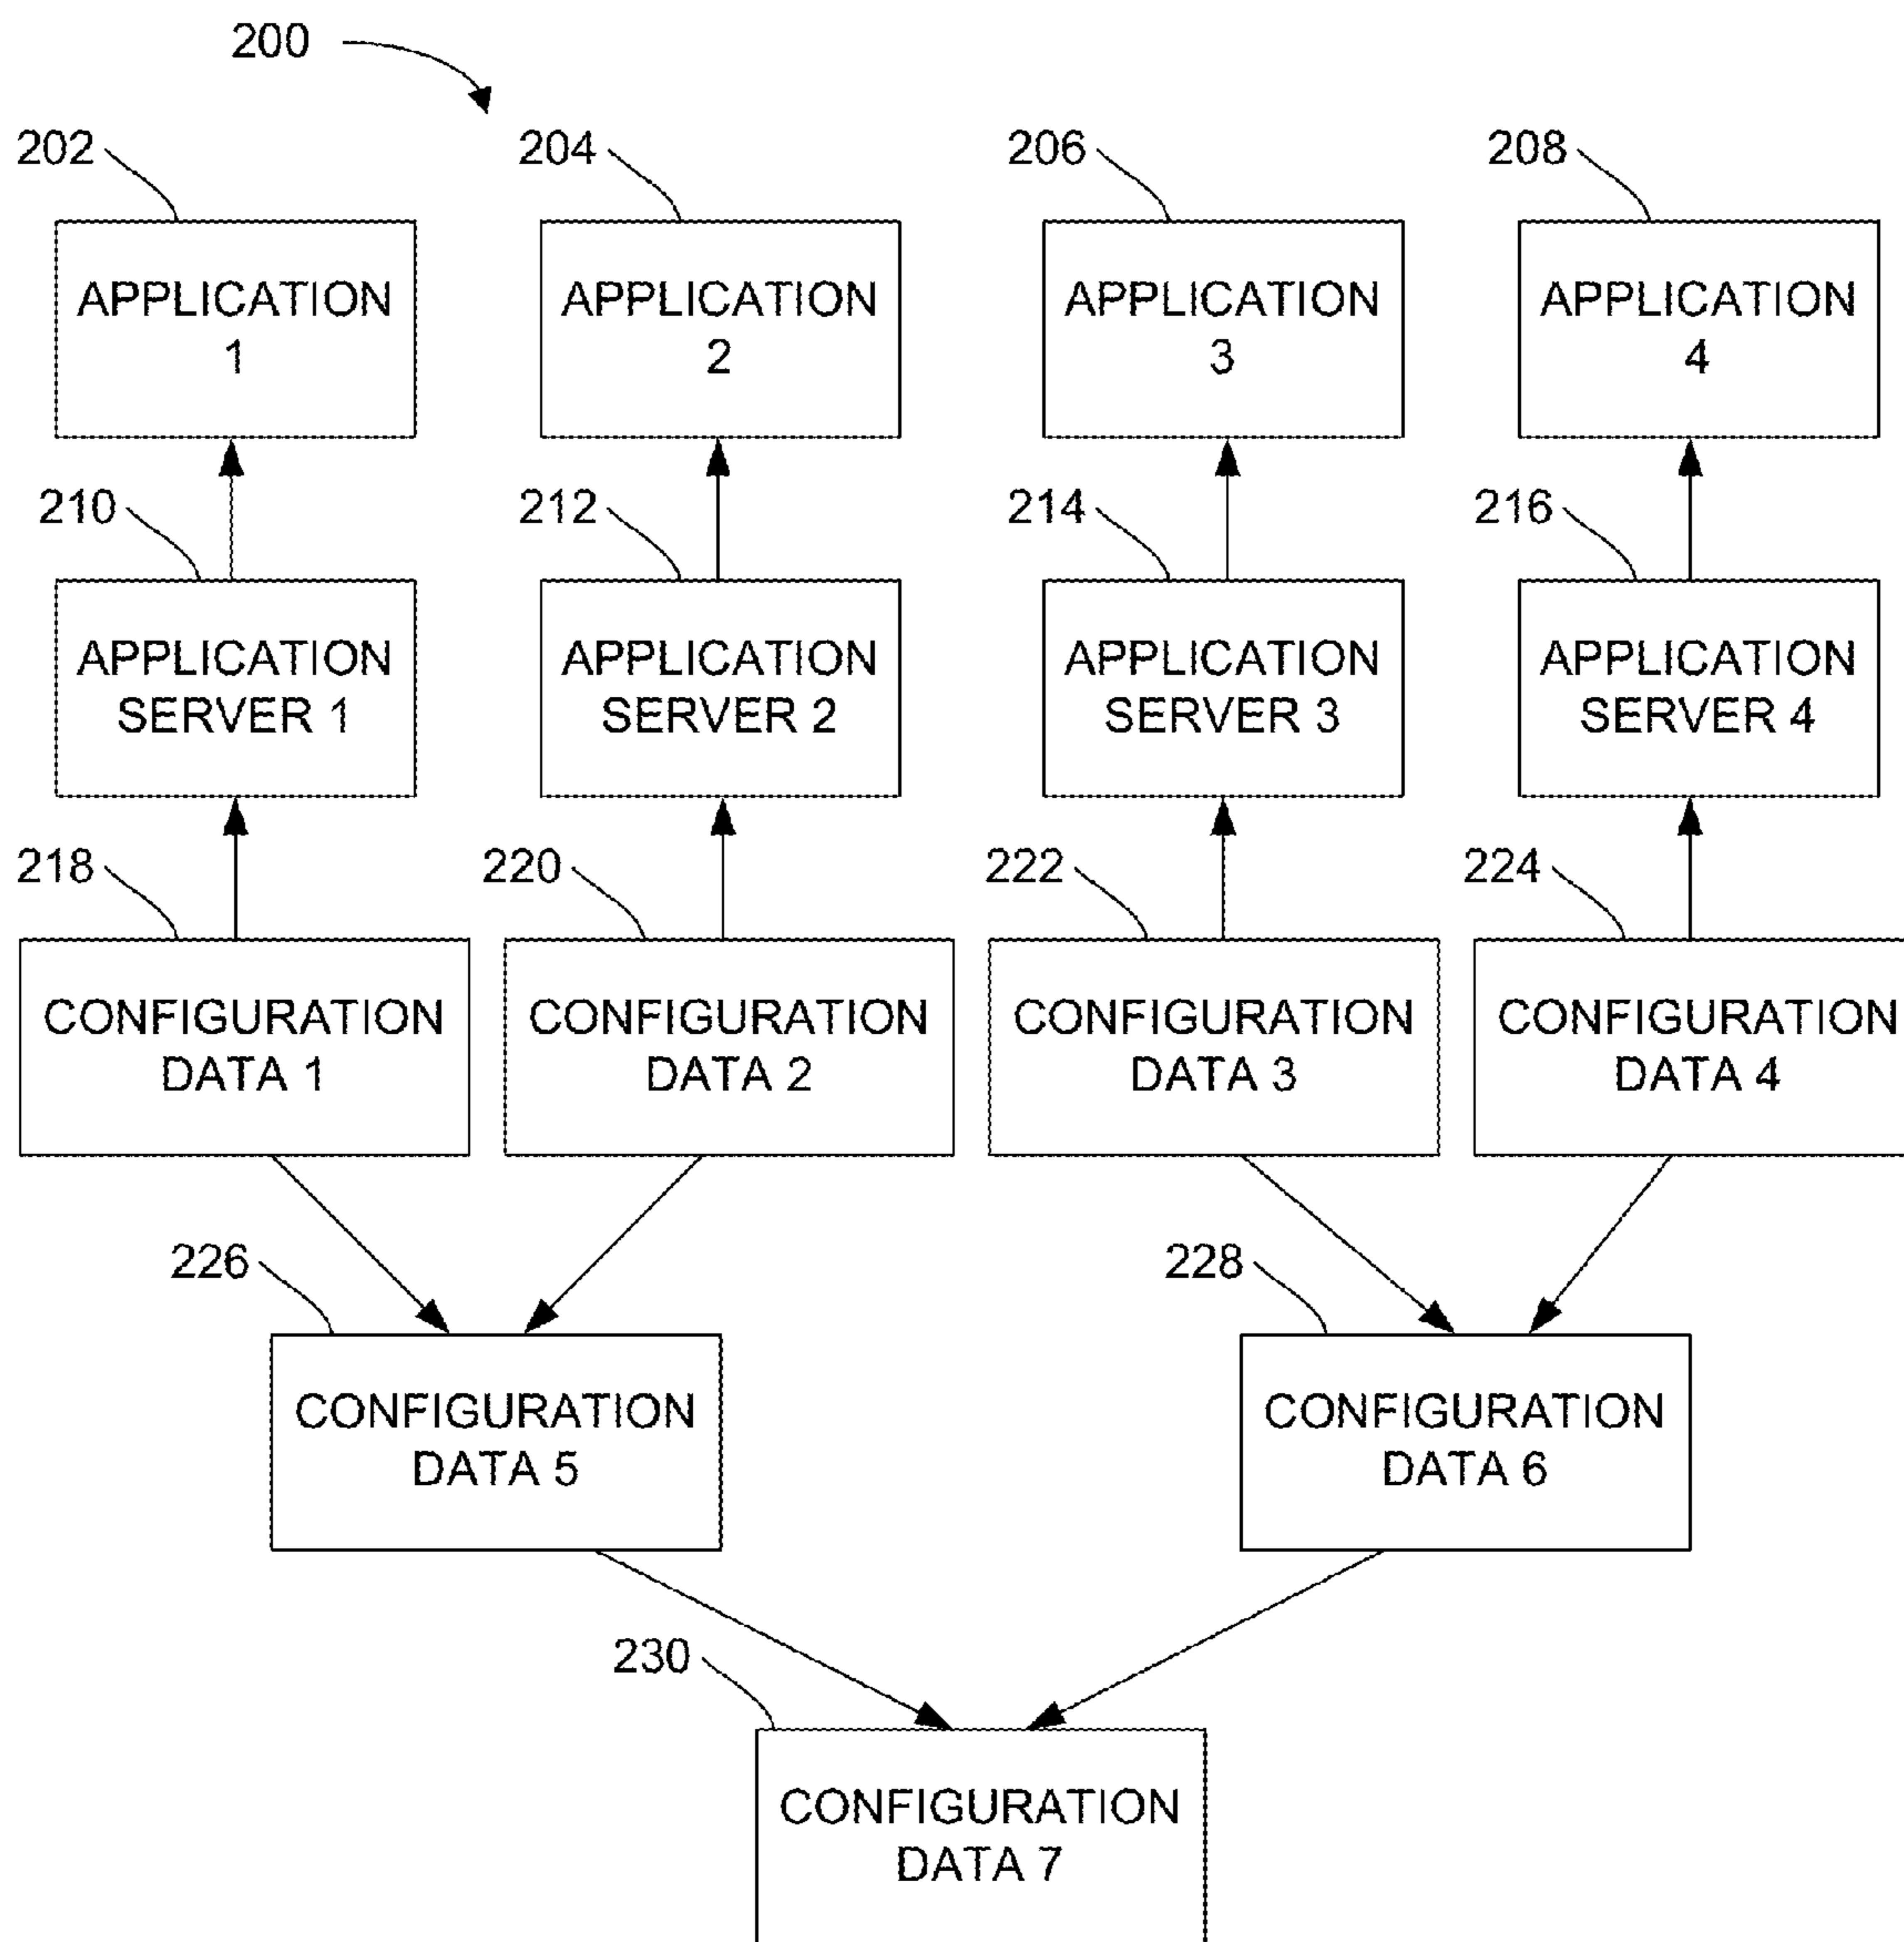 200
202
204
206
208
APPLICATION
1
APPLICATION
2
APPLICATION
3
APPLICATION
4
210
212
214
216
APPLICATION
SERVER 1
APPLICATION
SERVER 2
APPLICATION
SERVER 3
APPLICATION
SERVER 4
218
220
222
224
CONFIGURATION
DATA 1
CONFIGURATION
DATA 2
CONFIGURATION
DATA 3
CONFIGURATION
DATA 4
226
228
CONFIGURATION
DATA 5
CONFIGURATION
DATA 6
230
CONFIGURATION
DATA 7